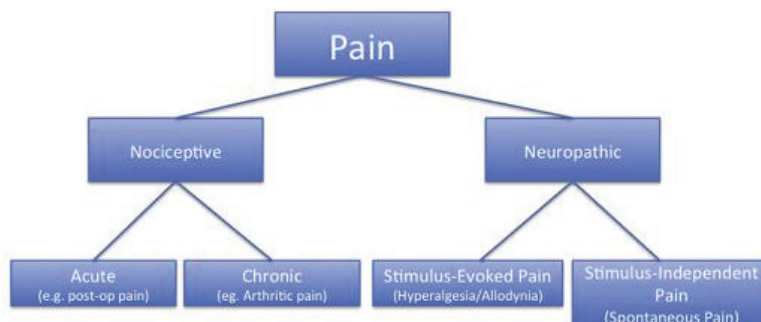 Pain
Nociceptive
Neuropathic
Acute
(e.g. post-op pain)
Chronic
(eg. Arthritic pain)
Stimulus-Evoked Pain
(Hyperalgesia/Allodynia)
Stimulus-Independent
Pain
(Spontaneous Pain)